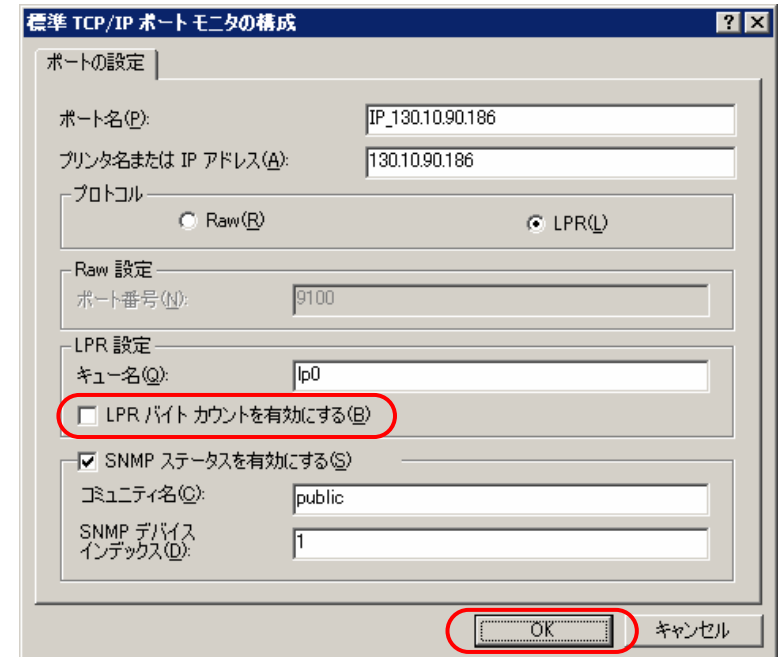 標準 TCP/IP ポート モニタの構成
ポートの設定
ポート名(P): IP_130.10.90.186
プリンタ名または IP アドレス(A): 130.10.90.186
プロトコル
Raw(R) LPR(L)
Raw 設定
ポート番号(N): 9100
LPR 設定
キュー名(Q): lp0
LPR バイト カウントを有効にする(B)
SNMP ステータスを有効にする(S)
コミュニティ名(C): public
SNMP デバイス
インデックス(D): 1
OK キャンセル